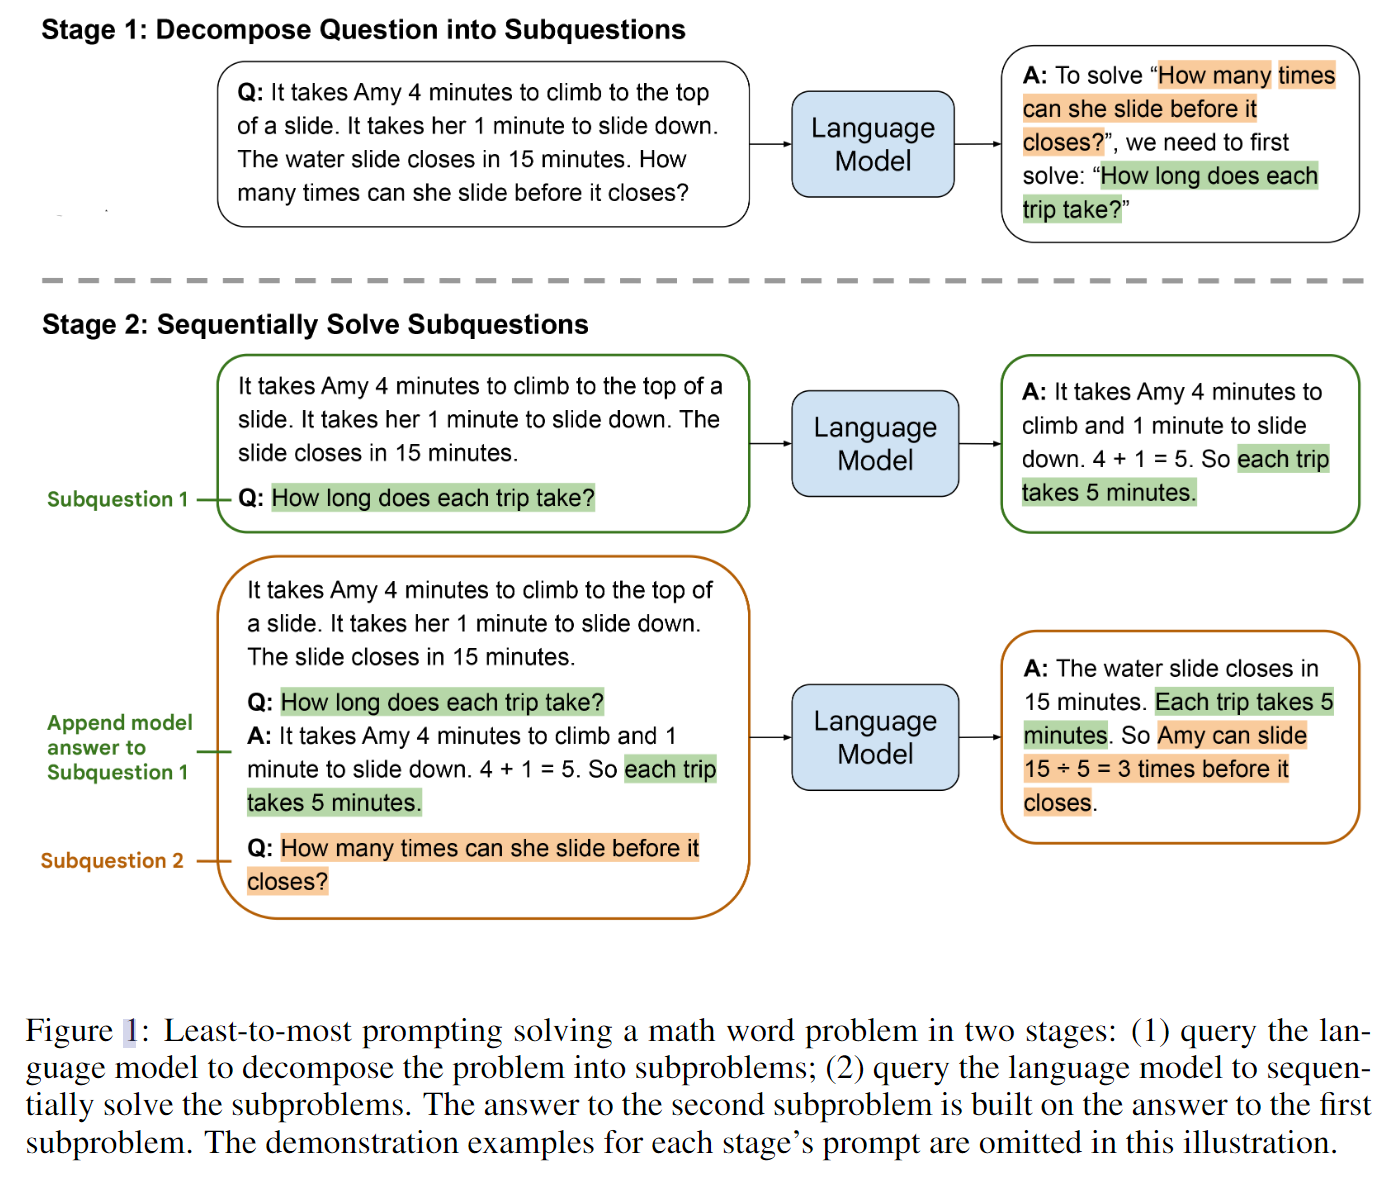 Stage 1: Decompose Question into Subquestions
Q: It takes Amy 4 minutes to climb to the top
of a slide. It takes her 1 minute to slide down.
The water slide closes in 15 minutes. How
many times can she slide before it closes?
Language
Model
A: To solve “How many times
can she slide before it
closes?”, we need to first
solve: “How long does each
trip take?”
Stage 2: Sequentially Solve Subquestions
It takes Amy 4 minutes to climb to the top of a
slide. It takes her 1 minute to slide down. The
slide closes in 15 minutes.
Subquestion 1
Q: How long does each trip take?
Language
Model
A: It takes Amy 4 minutes to
climb and 1 minute to slide
down. 4 + 1 = 5. So each trip
takes 5 minutes.
It takes Amy 4 minutes to climb to the top of
a slide. It takes her 1 minute to slide down.
The slide closes in 15 minutes.
Append model
answer to
Subquestion 1
Q: How long does each trip take?
A: It takes Amy 4 minutes to climb and 1
minute to slide down. 4 + 1 = 5. So each trip
takes 5 minutes.
Subquestion 2
Q: How many times can she slide before it
closes?
Language
Model
A: The water slide closes in
15 minutes. Each trip takes 5
minutes. So Amy can slide
15 ÷ 5 = 3 times before it
closes.
Figure 1: Least-to-most prompting solving a math word problem in two stages: (1) query the lan-
guage model to decompose the problem into subproblems; (2) query the language model to sequen-
tially solve the subproblems. The answer to the second subproblem is built on the answer to the first
subproblem. The demonstration examples for each stage’s prompt are omitted in this illustration.